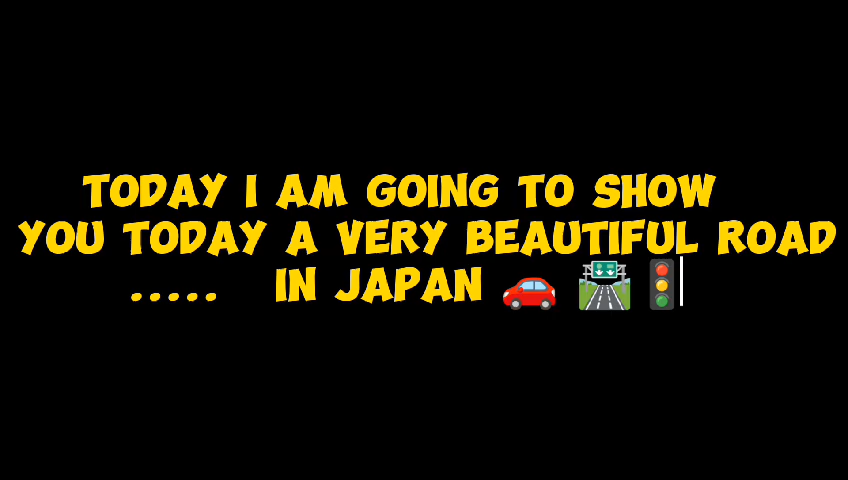 TODAY I AM GOING TO SHOW
YOU TODAY A VERY BEAUTIFUL ROAD
..... IN JAPAN 🚗 🛣️ 🚦